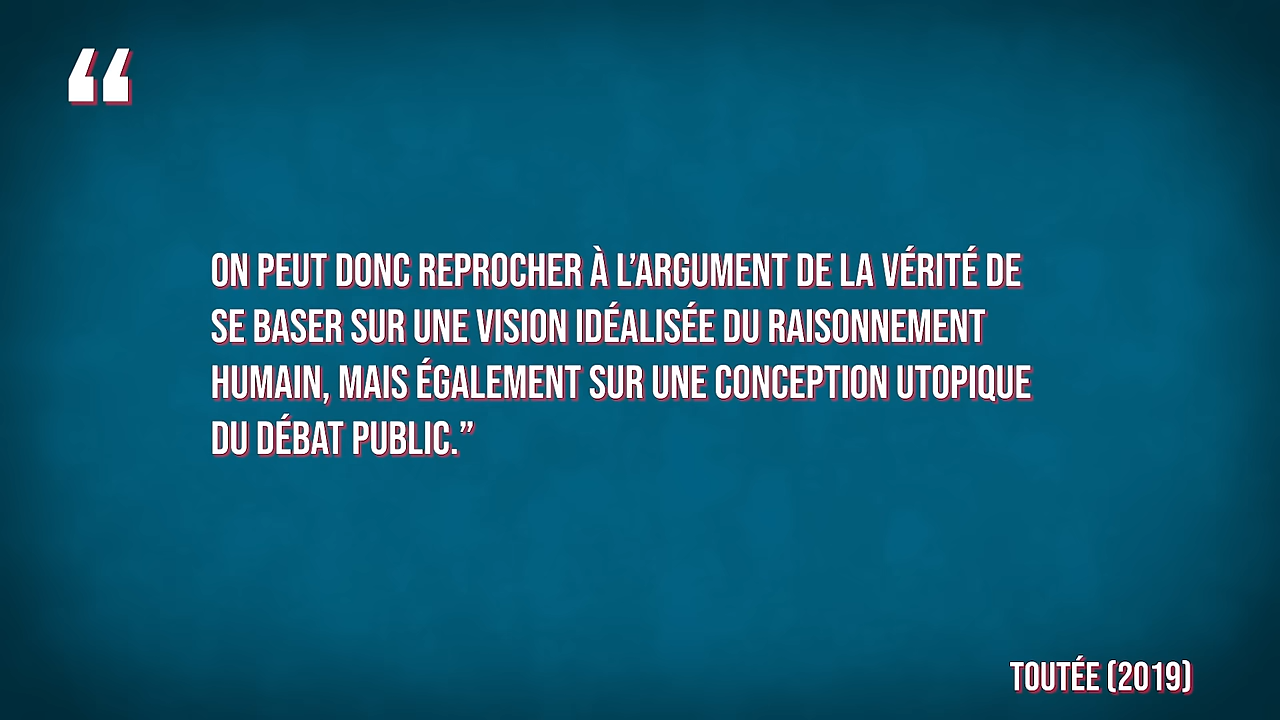 “
ON PEUT DONC REPROCHER À L’ARGUMENT DE LA VÉRITÉ DE
SE BASER SUR UNE VISION IDÉALISÉE DU RAISONNEMENT
HUMAIN, MAIS ÉGALEMENT SUR UNE CONCEPTION UTOPIQUE
DU DÉBAT PUBLIC.”
TOUTÉE (2019)